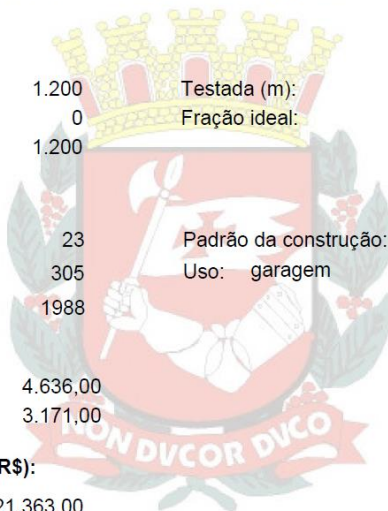 1.200 Testada (m):
0 Fração ideal:
1.200
23 Padrão da construção:
305 Uso: garagem
1988
4.636,00
3.171,00
NON DVCOR DVCO
R$):
21.363,00